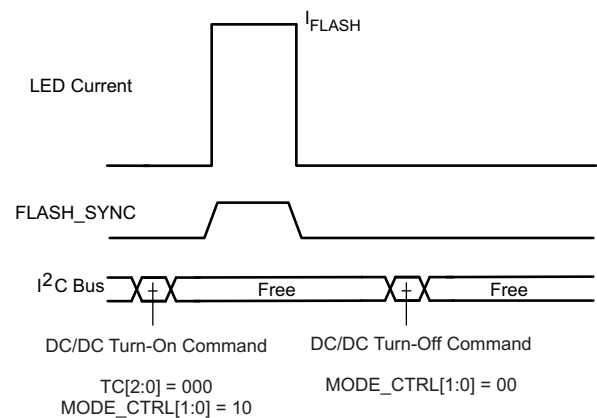 I_FLASH
LED Current
FLASH_SYNC
I²C Bus
Free
Free
DC/DC Turn-On Command
DC/DC Turn-Off Command
TC[2:0] = 000
MODE_CTRL[1:0] = 00
MODE_CTRL[1:0] = 10